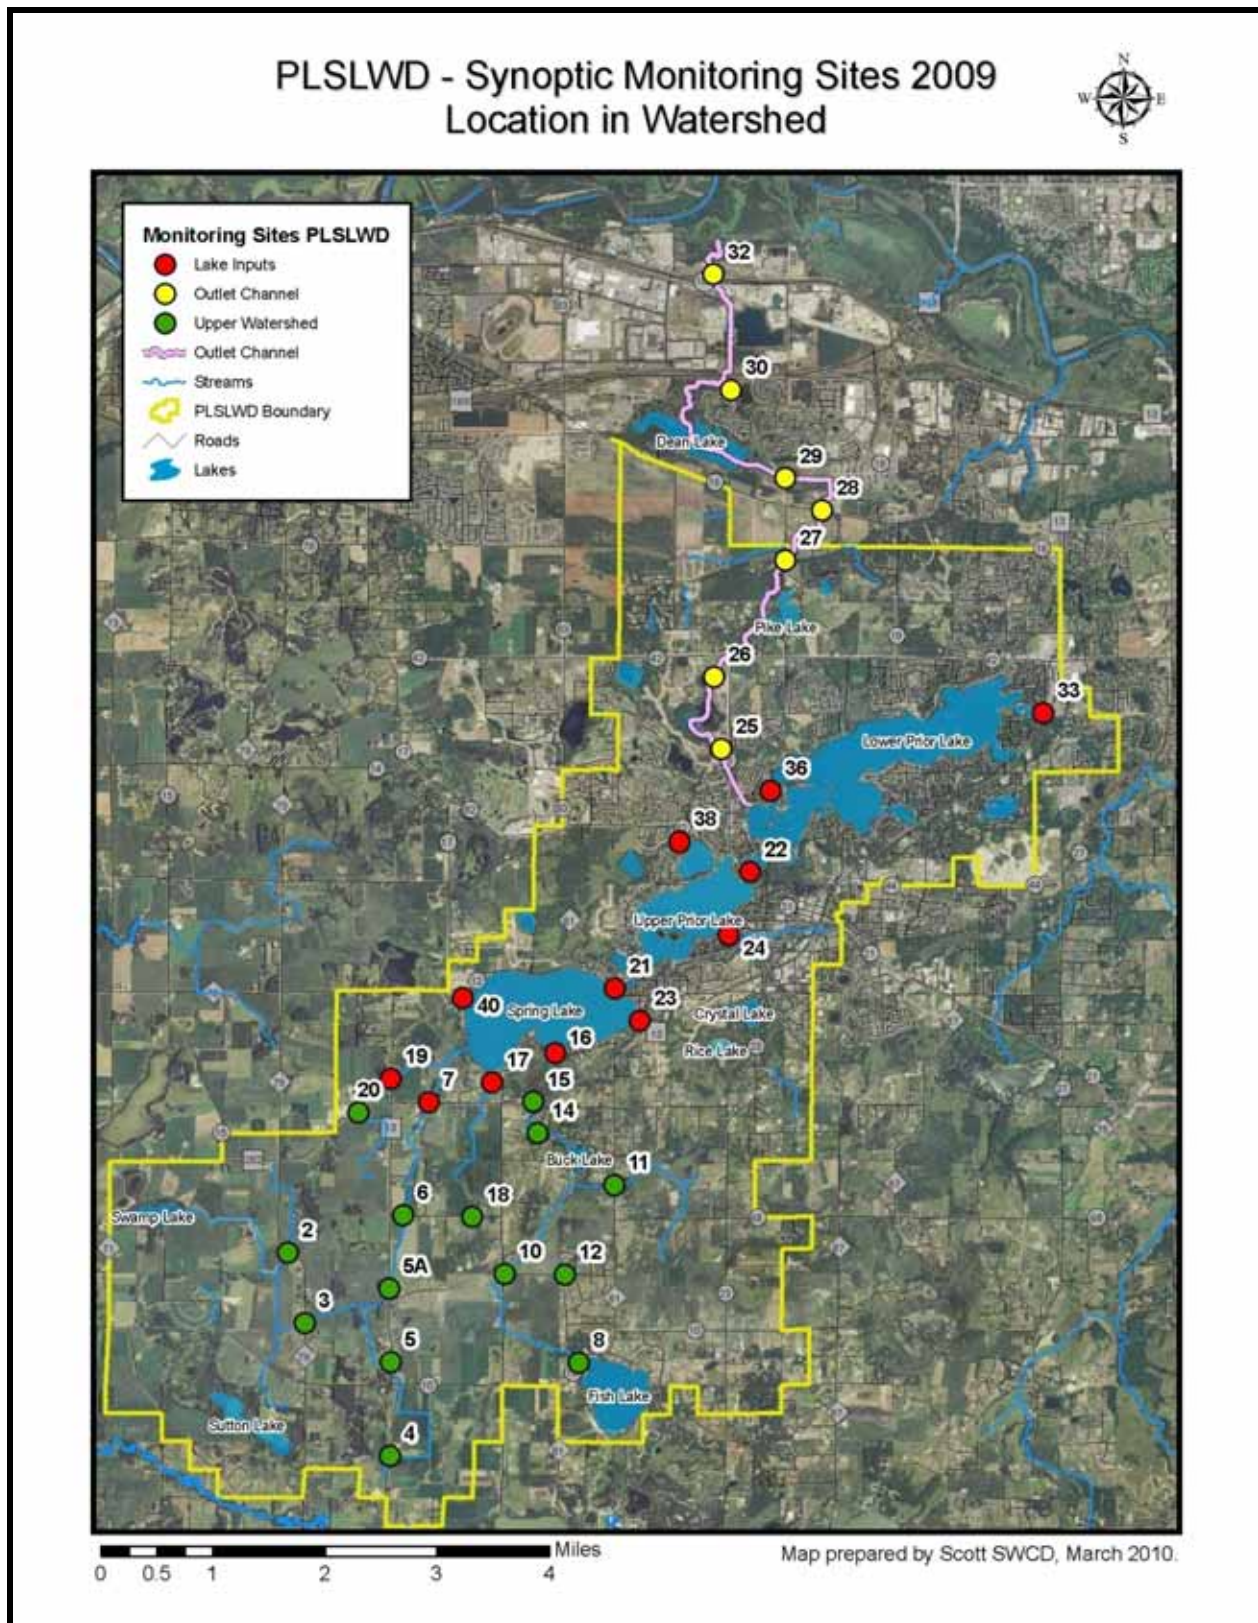 PLSLWD - Synoptic Monitoring Sites 2009
Location in Watershed
N
W
E
S
Monitoring Sites PLSLWD
Lake Inputs
Outlet Channel
Upper Watershed
Outlet Channel
Streams
PLSLWD Boundary
Roads
Lakes
32
30
Dean Lake
29
28
27
Pike Lake
26
33
25
Lower Prior Lake
36
38
22
Upper Prior Lake
24
21
40
Spring Lake
23
Crystal Lake
16
Rice Lake
19
7
17
15
20
14
Buck Lake
11
6
18
Swamp Lake
2
10
12
5A
3
5
8
Fish Lake
Sutton Lake
4
Miles
0 0.5 1 2 3 4
Map prepared by Scott SWCD, March 2010.